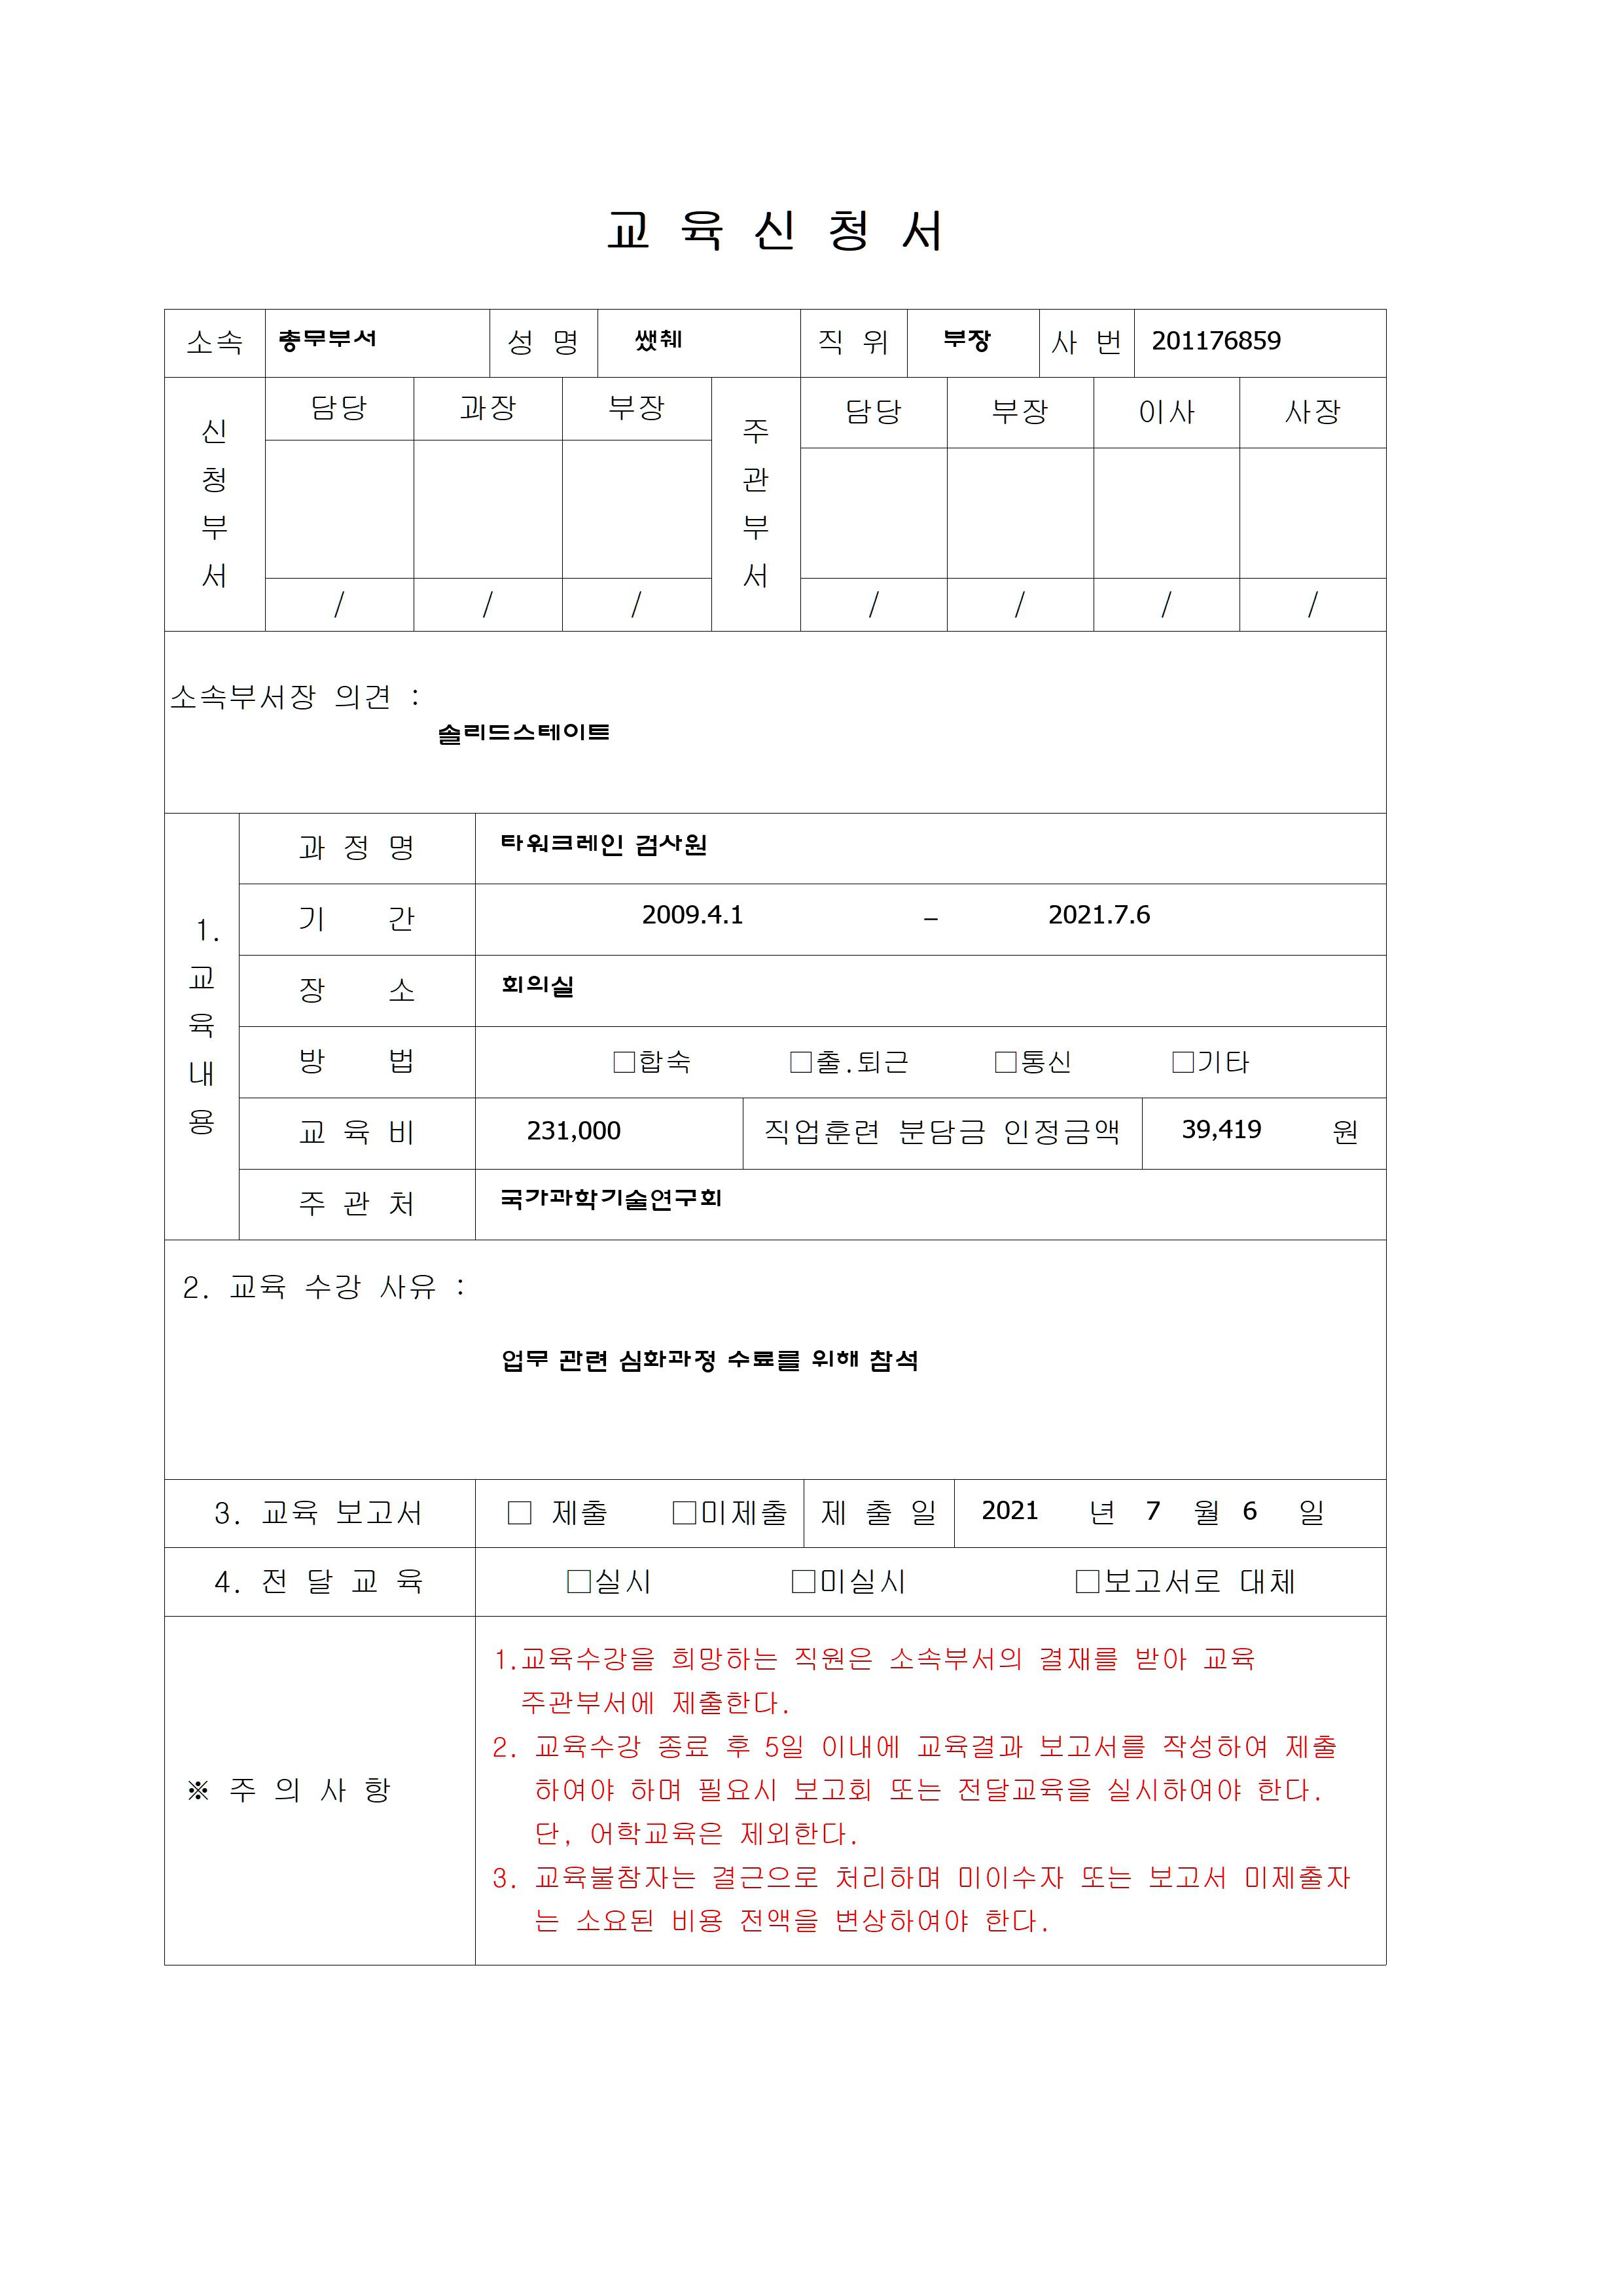 교 육 신 청 서
소속 총무부서 성 명 쌨췌 직 위 부장 사 번 201176859
신청부서 담당 과장 부장 주관부서 담당 부장 이사 사장
/ / / / / / /
소속부서장 의견 :
솔리드스테이트
1. 교육내용
과 정 명 타워크레인 검사원
기 간 2009.4.1 – 2021.7.6
장 소 회의실
방 법 □합숙 □출.퇴근 □통신 □기타
교 육 비 231,000 직업훈련 분담금 인정금액 39,419 원
주 관 처 국가과학기술연구회
2. 교육 수강 사유 :
업무 관련 심화과정 수료를 위해 참석
3. 교육 보고서 □ 제출 □미제출 제 출 일 2021 년 7 월 6 일
4. 전 달 교 육 □실시 □미실시 □보고서로 대체
※ 주 의 사 항
1.교육수강을 희망하는 직원은 소속부서의 결재를 받아 교육
주관부서에 제출한다.
2. 교육수강 종료 후 5일 이내에 교육결과 보고서를 작성하여 제출
하여야 하며 필요시 보고회 또는 전달교육을 실시하여야 한다.
단, 어학교육은 제외한다.
3. 교육불참자는 결근으로 처리하며 미이수자 또는 보고서 미제출자
는 소요된 비용 전액을 변상하여야 한다.